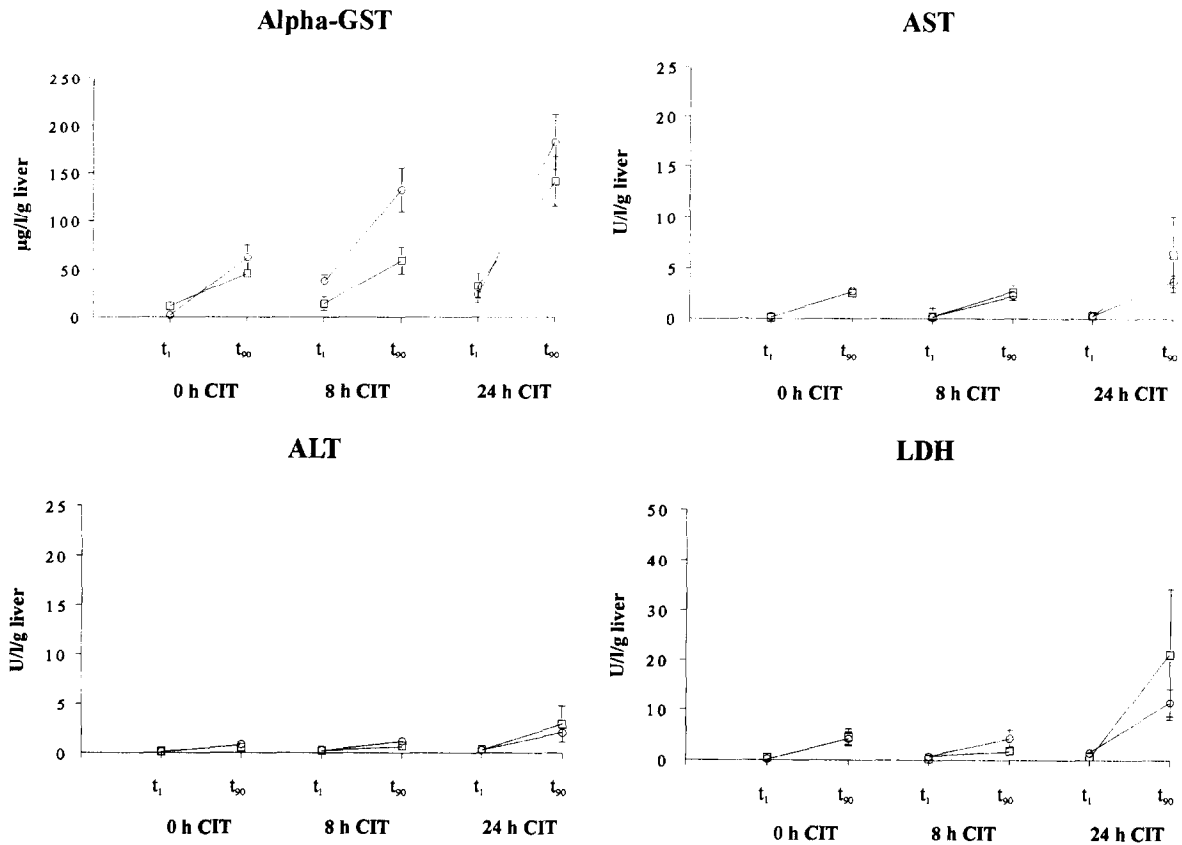 Alpha-GST
250
200
150
100
50
0
µg/l/g liver
t₁ t₉₀ t₁ t₉₀ t₁ t₉₀
0 h CIT 8 h CIT 24 h CIT
AST
25
20
15
10
5
0
U/l/g liver
t₁ t₉₀ t₁ t₉₀ t₁ t₉₀
0 h CIT 8 h CIT 24 h CIT
ALT
25
20
15
10
5
0
U/l/g liver
t₁ t₉₀ t₁ t₉₀ t₁ t₉₀
0 h CIT 8 h CIT 24 h CIT
LDH
50
40
30
20
10
0
U/l/g liver
t₁ t₉₀ t₁ t₉₀ t₁ t₉₀
0 h CIT 8 h CIT 24 h CIT